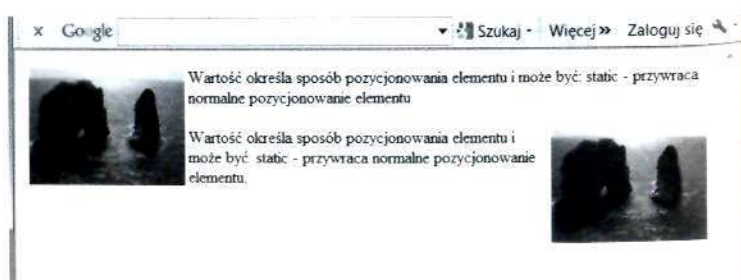 x Google Szukaj Więcej » Zaloguj się
Wartość określa sposób pozycjonowania elementu i może być: static - przywraca
normalne pozycjonowanie elementu
Wartość określa sposób pozycjonowania elementu i
może być static - przywraca normalne pozycjonowanie
elementu.